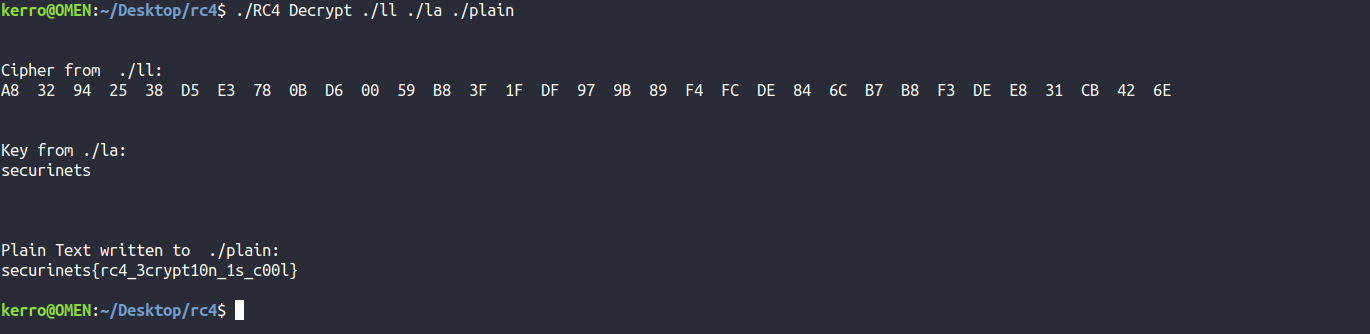 kerro@OMEN:~/Desktop/rc4$ ./RC4 Decrypt ./ll ./la ./plain
Cipher from  ./ll:
A8  32  94  25  38  D5  E3  78  0B  D6  00  59  B8  3F  1F  DF  97  9B  89  F4  FC  DE  84  6C  B7  B8  F3  DE  E8  31  CB  42  6E
Key from ./la:
securinets
Plain Text written to  ./plain:
securinets{rc4_3crypt10n_1s_c00l}
kerro@OMEN:~/Desktop/rc4$